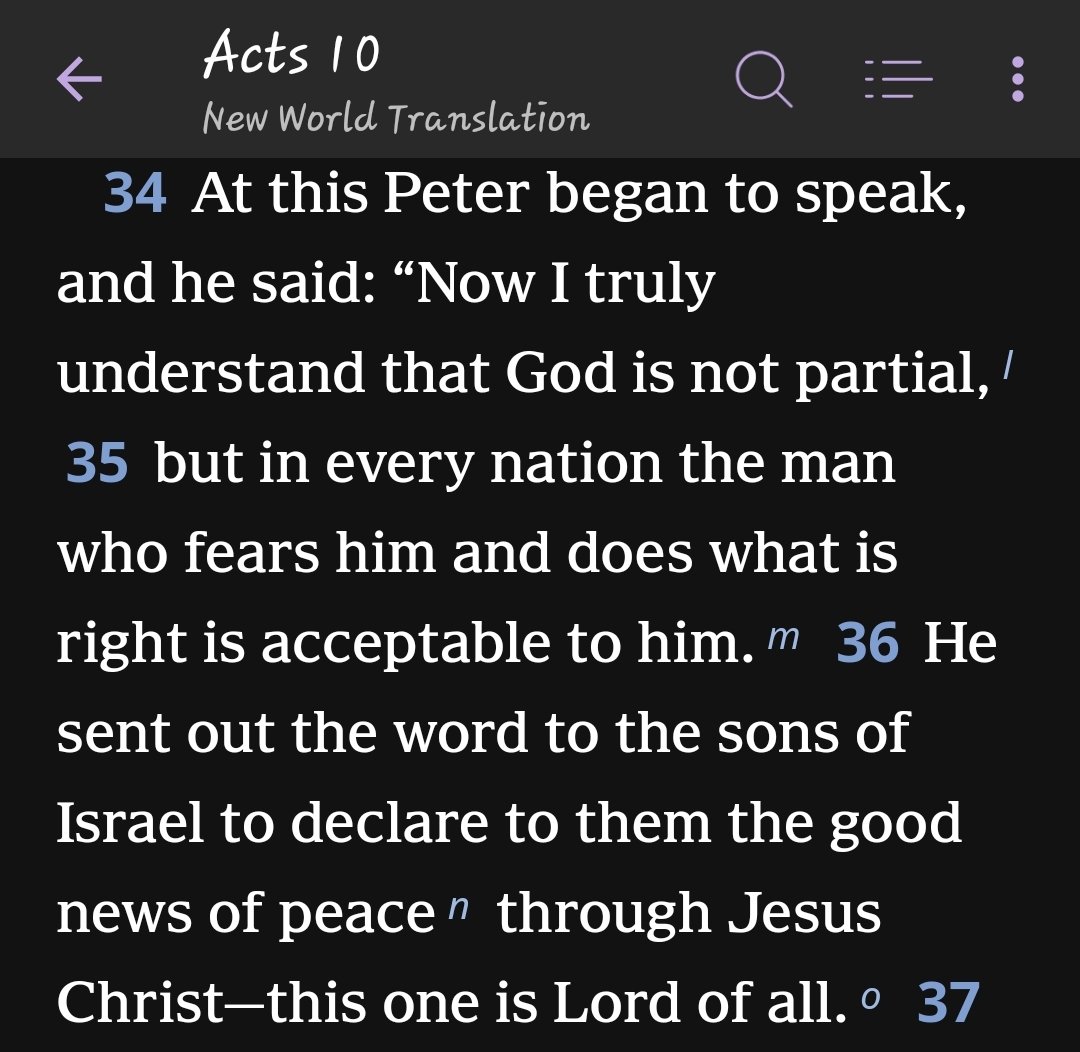 Acts 10
New World Translation
34 At this Peter began to speak,
and he said: “Now I truly
understand that God is not partial, l
35 but in every nation the man
who fears him and does what is
right is acceptable to him. m 36 He
sent out the word to the sons of
Israel to declare to them the good
news of peace n through Jesus
Christ—this one is Lord of all. o 37